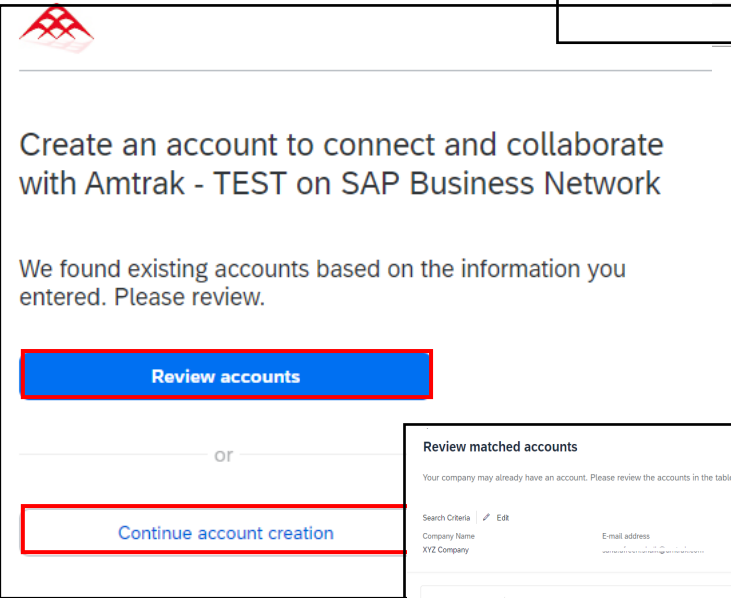 Create an account to connect and collaborate
with Amtrak - TEST on SAP Business Network
We found existing accounts based on the information you
entered. Please review.
Review accounts
or
Continue account creation
Review matched accounts
Your company may already have an account. Please review the accounts in the table
Search Criteria Edit
Company Name E-mail address
XYZ Company